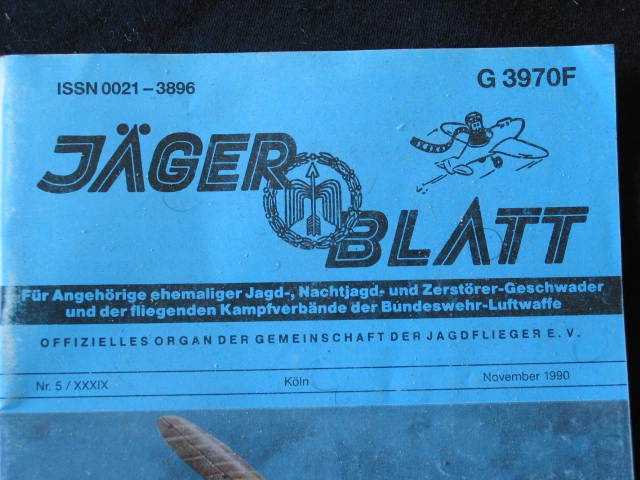 ISSN 0021–3896
G 3970F
JÄGER
BLATT
Für Angehörige ehemaliger Jagd-, Nachtjagd- und Zerstörer-Geschwader
und der fliegenden Kampfverbände der Bundeswehr-Luftwaffe
OFFIZIELLES ORGAN DER GEMEINSCHAFT DER JAGDFLIEGER E. V.
Nr. 5 / XXXIX Köln November 1990